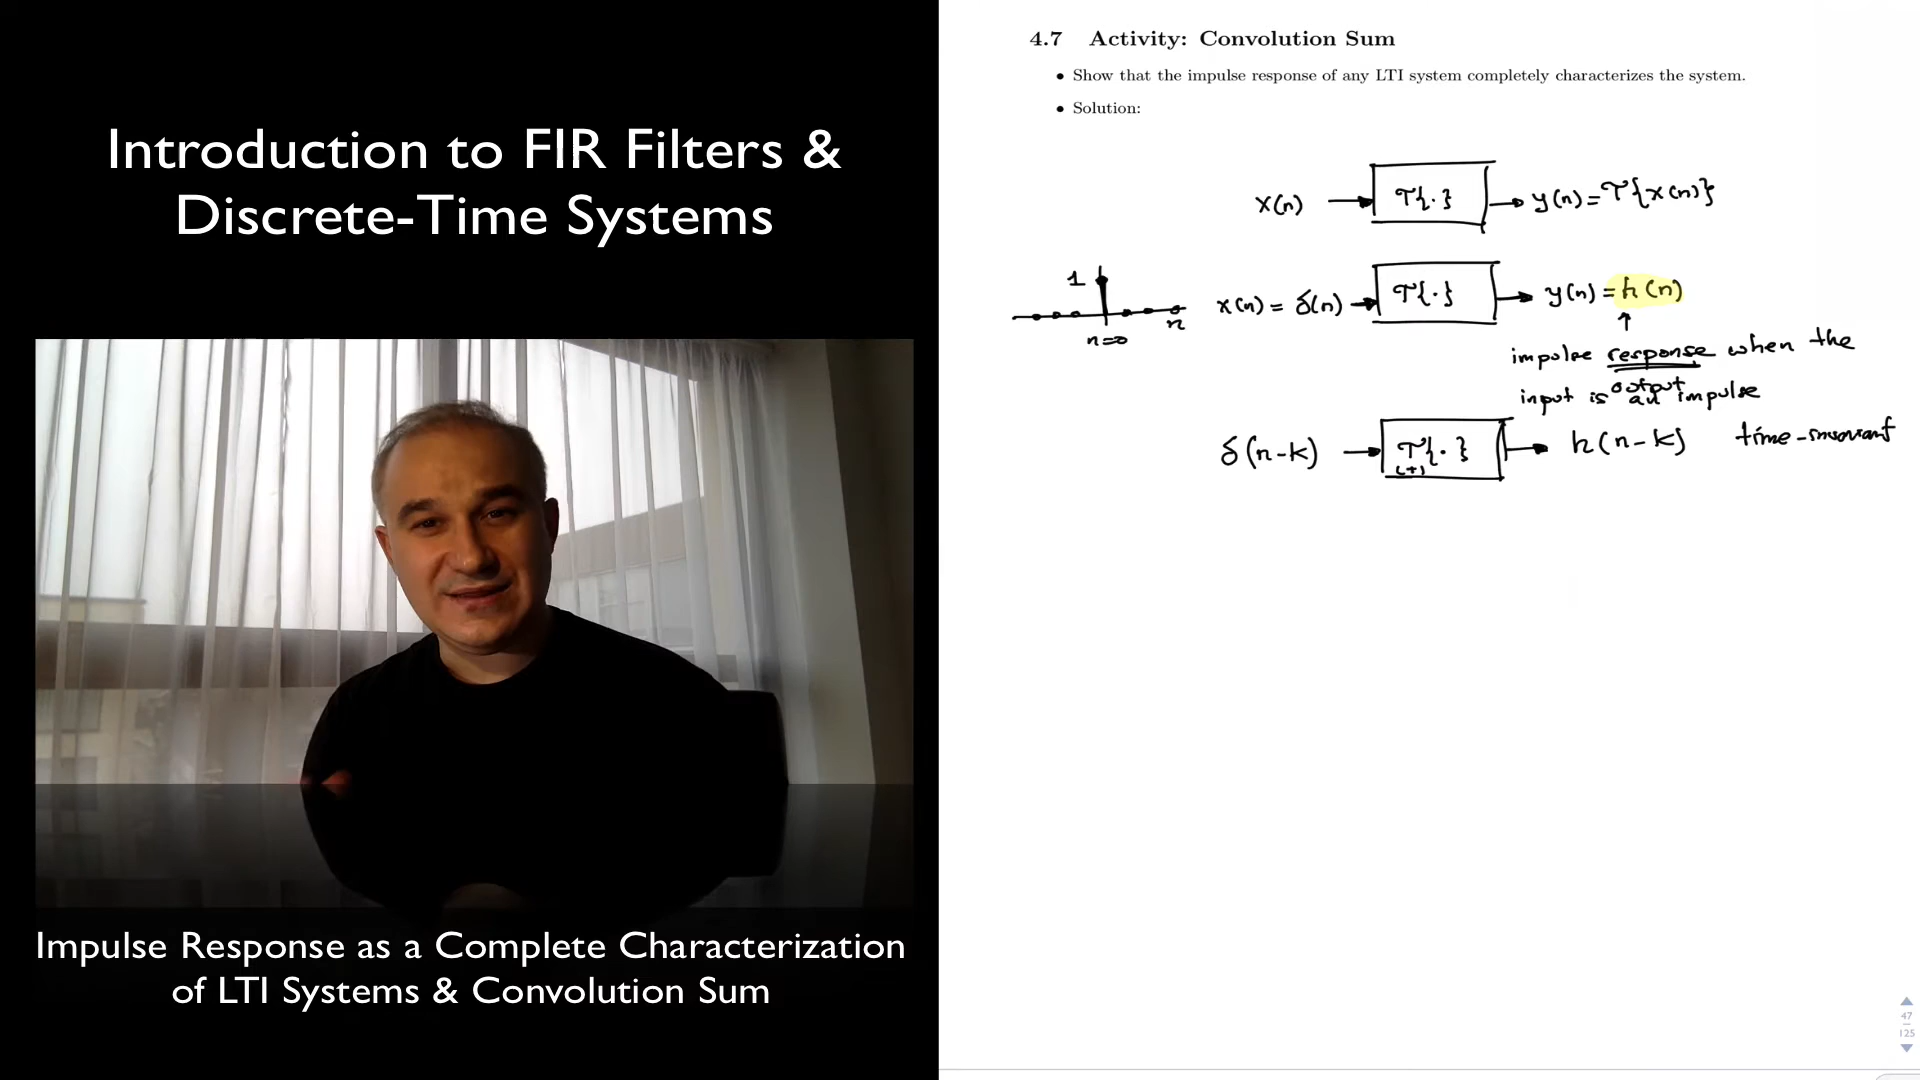 Introduction to FIR Filters &
Discrete-Time Systems
Impulse Response as a Complete Characterization
of LTI Systems & Convolution Sum
4.7 Activity: Convolution Sum
• Show that the impulse response of any LTI system completely characterizes the system.
• Solution:
x(n) → T{·} → y(n)=T{x(n)}
1
n
n=0
x(n) = δ(n) → T{·} → y(n) = h(n)
↑
impulse response when the
output
input is an impulse
δ(n-k) → T{·} → h(n-k) time-invariant
47
125